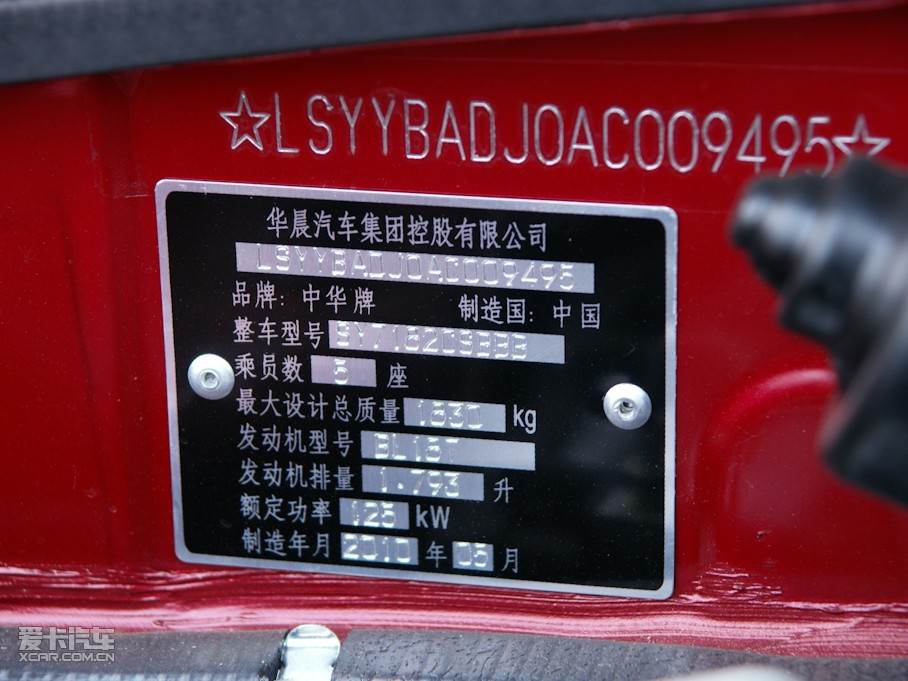 ☆LSYYBADJ0AC009495☆
华晨汽车集团控股有限公司
LSYYBADJ0AC009495
品牌: 中华牌 制造国: 中国
整车型号 SY7182GSBBB
乘员数 5 座
最大设计总质量 1830 kg
发动机型号 BL18T
发动机排量 1.793 升
额定功率 125 kW
制造年月 2010 年 05 月
爱卡汽车
XCAR.COM.CN